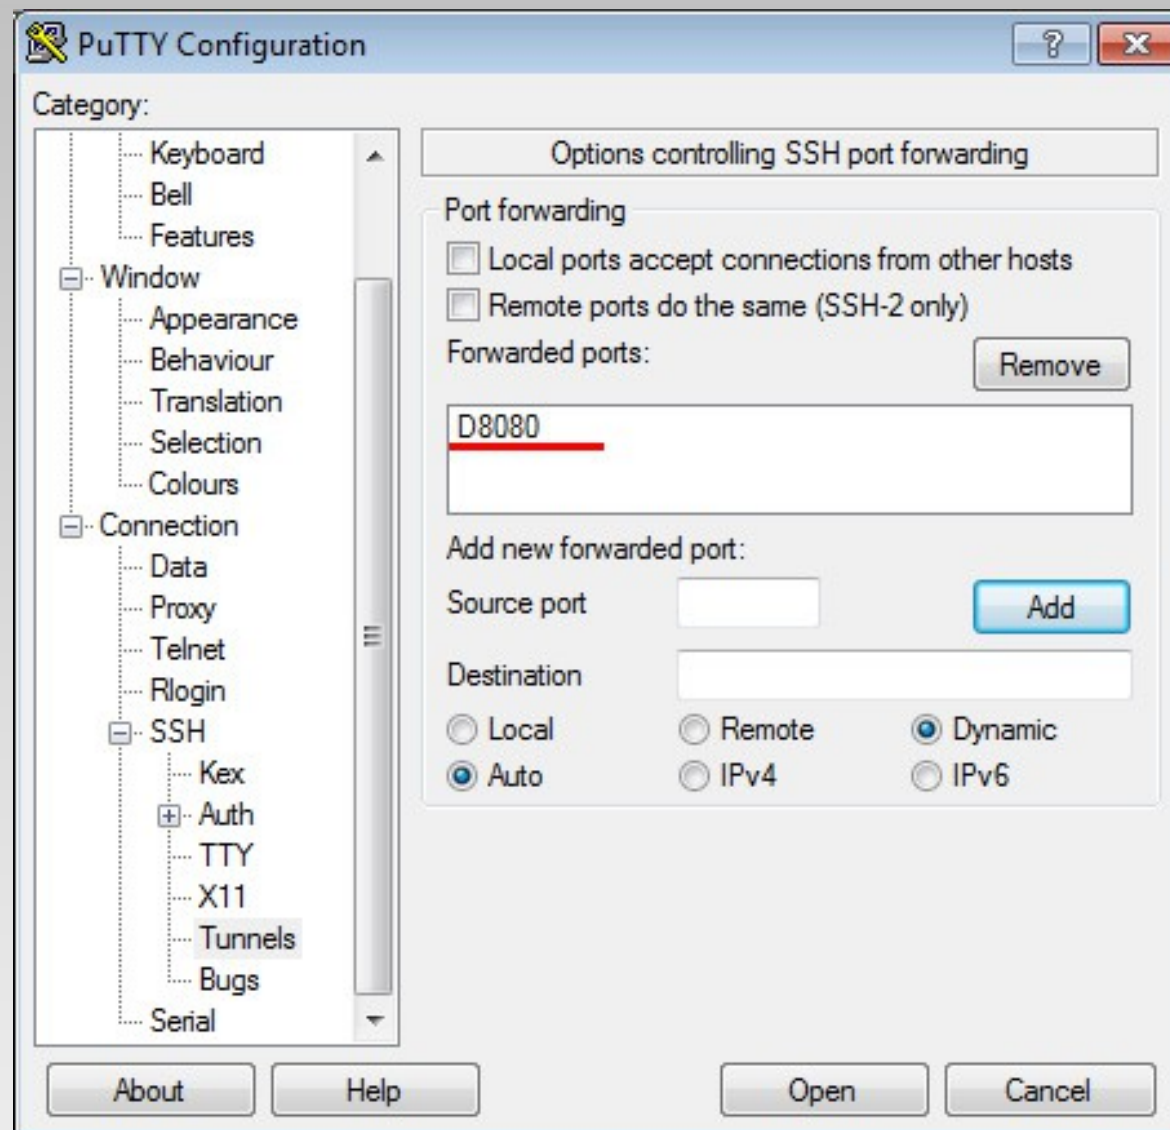 PuTTY Configuration
Category:
Keyboard
Bell
Features
Window
Appearance
Behaviour
Translation
Selection
Colours
Connection
Data
Proxy
Telnet
Rlogin
SSH
Kex
Auth
TTY
X11
Tunnels
Bugs
Serial
Options controlling SSH port forwarding
Port forwarding
Local ports accept connections from other hosts
Remote ports do the same (SSH-2 only)
Forwarded ports:
Remove
D8080
Add new forwarded port:
Source port
Add
Destination
Local Remote Dynamic
Auto IPv4 IPv6
About Help Open Cancel